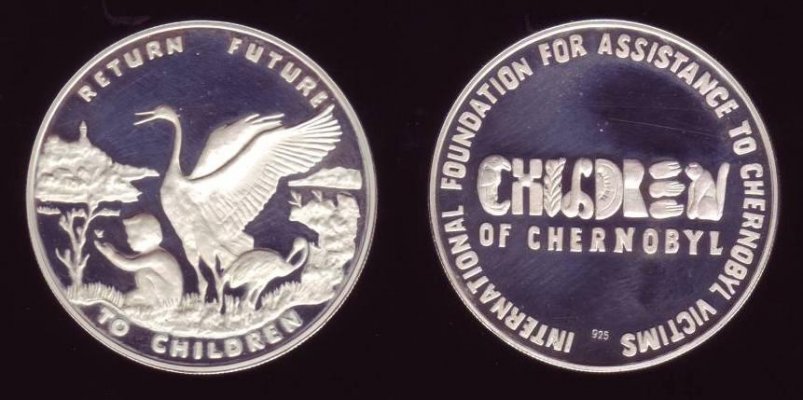 RETURN FUTURE
TO CHILDREN
INTERNATIONAL FOUNDATION FOR ASSISTANCE TO CHERNOBYL VICTIMS
CHILDREN
OF CHERNOBYL
925